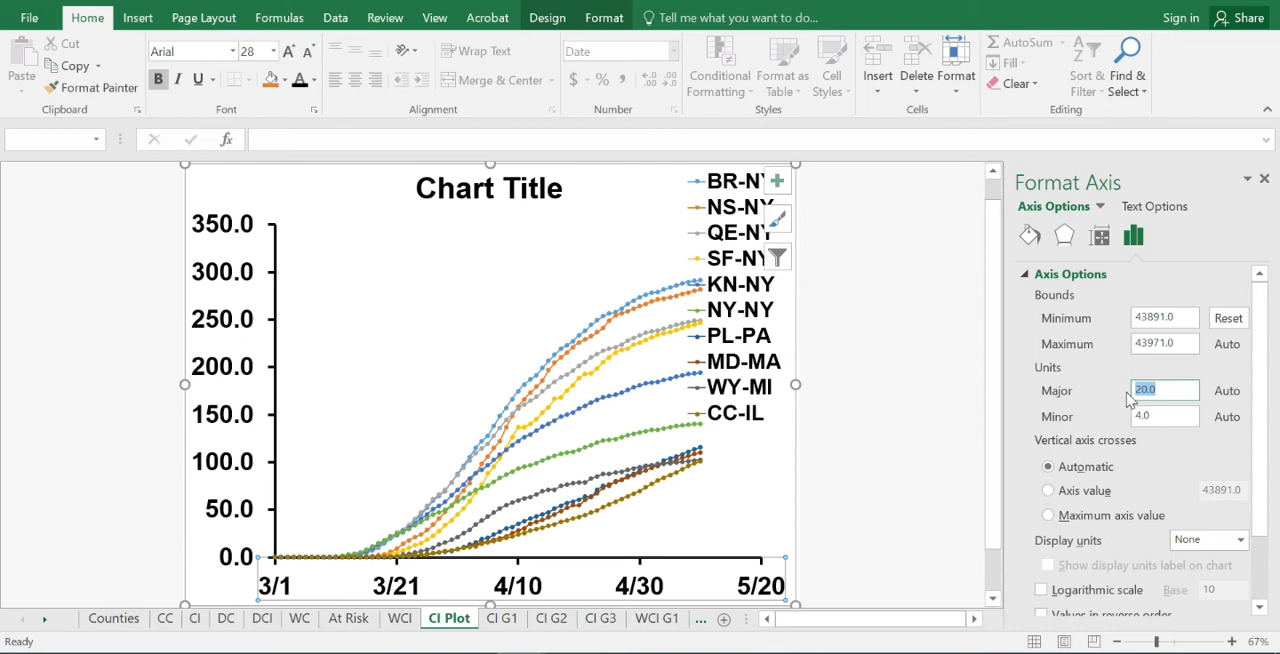 File Home Insert Page Layout Formulas Data Review View Acrobat Design Format Tell me what you want to do... Sign in Share
Paste
Cut
Copy
Format Painter
Clipboard
Arial 28 A A
B I U A
Font
Wrap Text
Merge & Center
Alignment
Date
$ % ,
Number
Conditional Formatting
Format as Table
Cell Styles
Styles
Insert Delete Format
Cells
AutoSum
Fill
Clear
Sort & Filter
Find & Select
Editing
fx
Chart Title
350.0
300.0
250.0
200.0
150.0
100.0
50.0
0.0
3/1 3/21 4/10 4/30 5/20
BR-NY
NS-NY
QE-NY
SF-NY
KN-NY
NY-NY
PL-PA
MD-MA
WY-MI
CC-IL
Format Axis
Axis Options Text Options
Axis Options
Bounds
Minimum 43891.0 Reset
Maximum 43971.0 Auto
Units
Major 20.0 Auto
Minor 4.0 Auto
Vertical axis crosses
Automatic
Axis value 43891.0
Maximum axis value
Display units None
Show display units label on chart
Logarithmic scale Base 10
Values in reverse order
Counties CC CI DC DCI WC At Risk WCI CI Plot CI G1 CI G2 CI G3 WCI G1 ...
Ready 67%